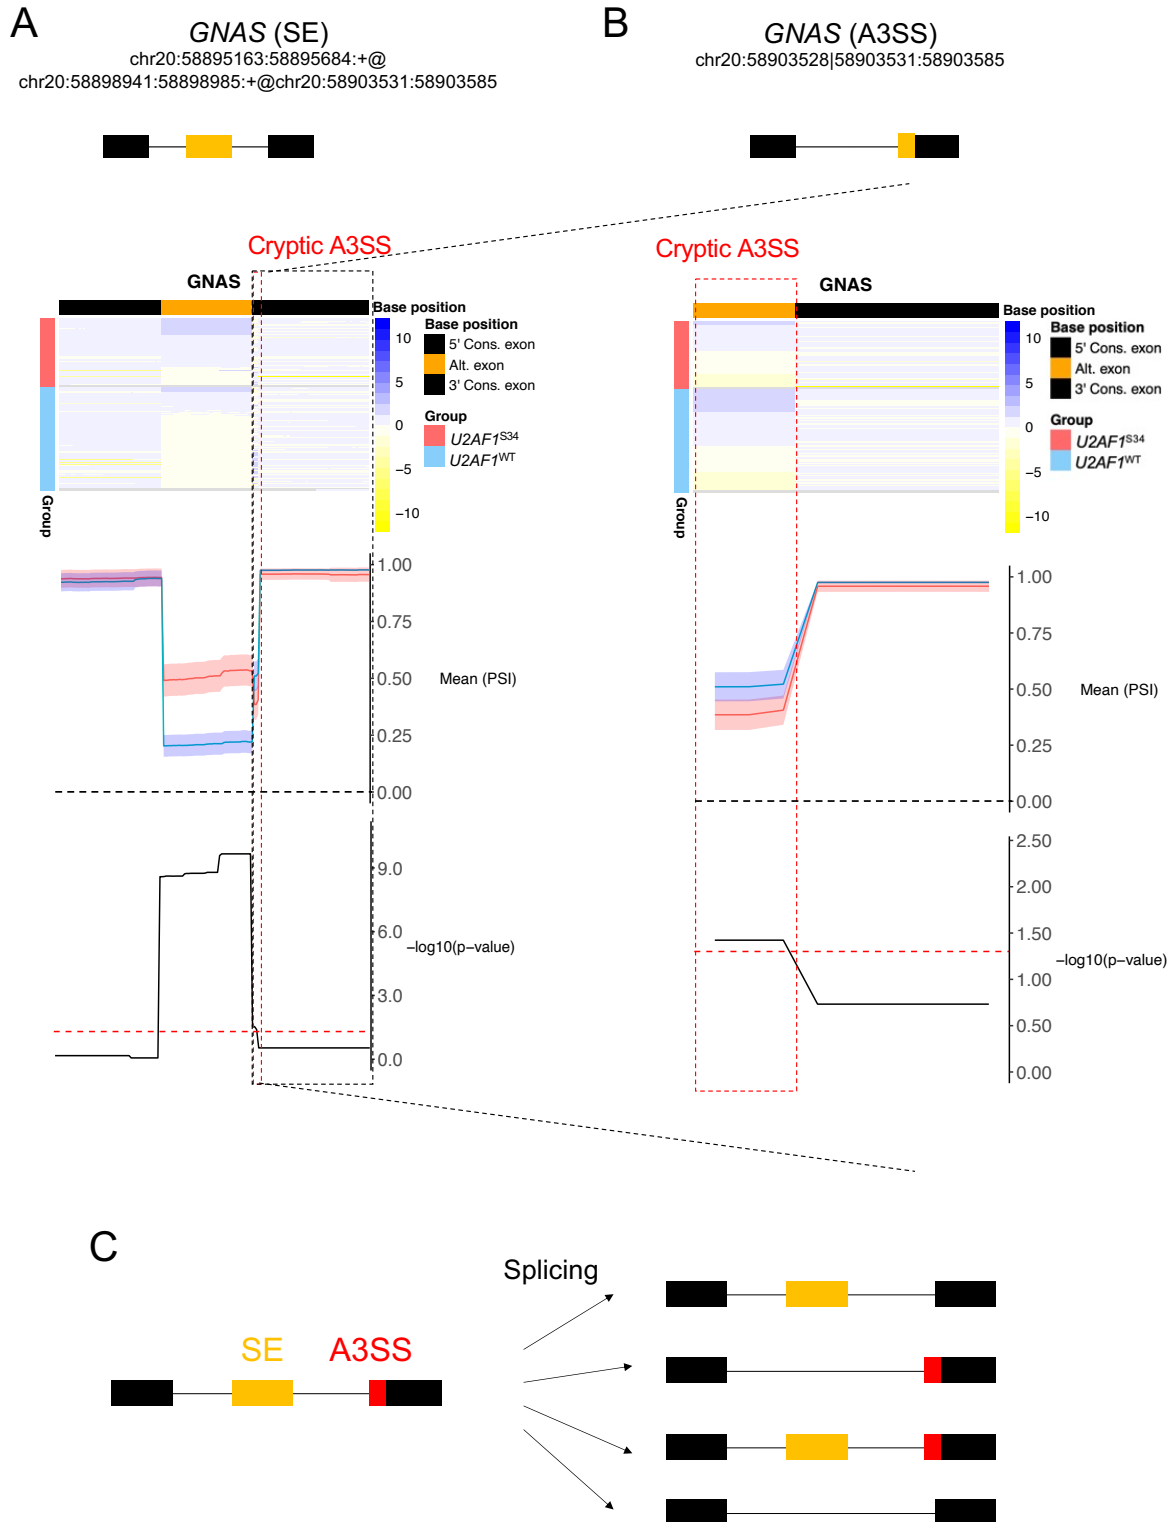 A
GNAS (SE)
chr20:58895163:58895684:+@
chr20:58898941:58898985:+@chr20:58903531:58903585
Cryptic A3SS
GNAS
Base position
10
5
0
−5
−10
Base position
5' Cons. exon
Alt. exon
3' Cons. exon
Group
U2AF1S34
U2AF1WT
Group
1.00
0.75
0.50
0.25
0.00
Mean (PSI)
9.0
6.0
3.0
0.0
−log10(p−value)
B
GNAS (A3SS)
chr20:58903528|58903531:58903585
Cryptic A3SS
GNAS
Base position
10
5
0
−5
−10
Base position
5' Cons. exon
Alt. exon
3' Cons. exon
Group
U2AF1S34
U2AF1WT
Group
1.00
0.75
0.50
0.25
0.00
Mean (PSI)
2.50
2.00
1.50
1.00
0.50
0.00
−log10(p−value)
C
Splicing
SE
A3SS